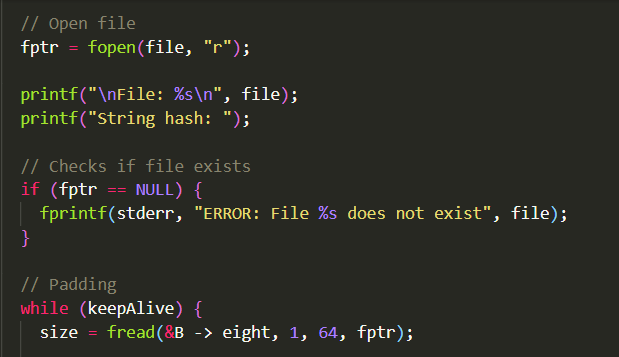 // Open file
fptr = fopen(file, "r");
printf("\nFile: %s\n", file);
printf("String hash: ");
// Checks if file exists
if (fptr == NULL) {
fprintf(stderr, "ERROR: File %s does not exist", file);
}
// Padding
while (keepAlive) {
size = fread(&B -> eight, 1, 64, fptr);